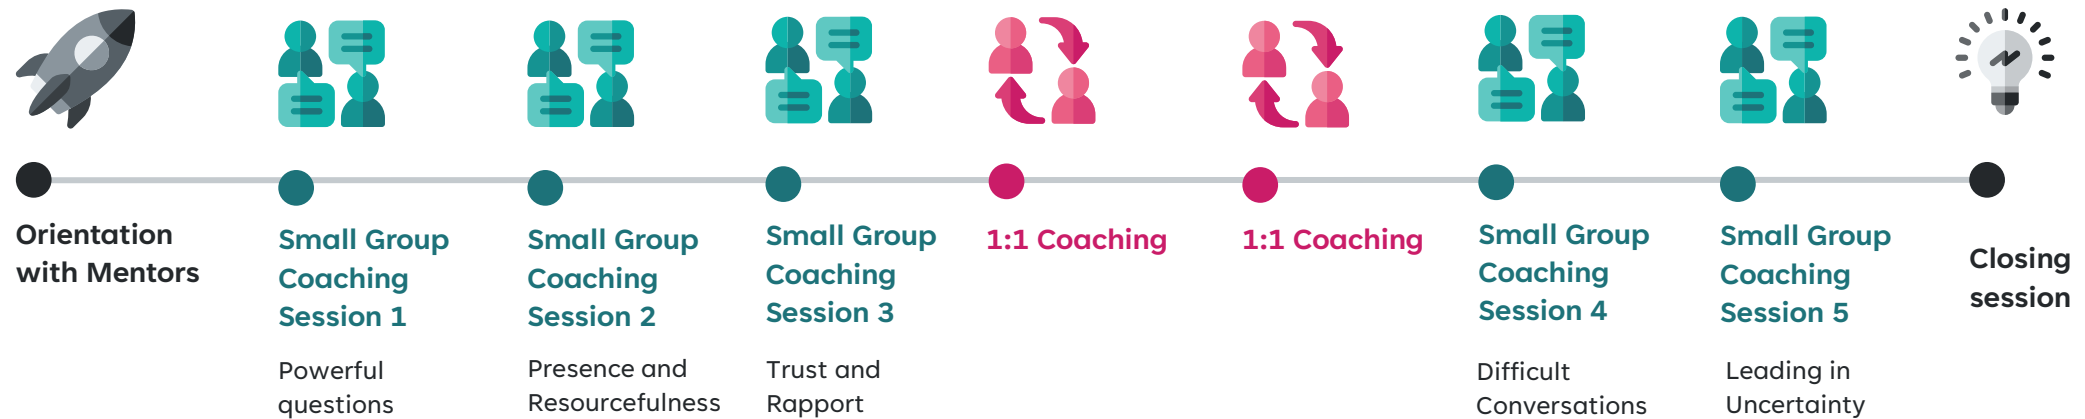 Orientation
with Mentors
Small Group
Coaching
Session 1
Powerful
questions
Small Group
Coaching
Session 2
Presence and
Resourcefulness
Small Group
Coaching
Session 3
Trust and
Rapport
1:1 Coaching
1:1 Coaching
Small Group
Coaching
Session 4
Difficult
Conversations
Small Group
Coaching
Session 5
Leading in
Uncertainty
Closing
session